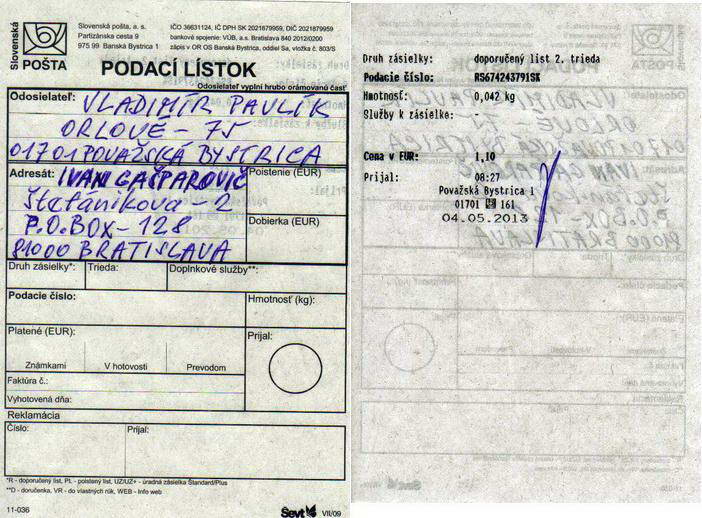 Slovenská
POŠTA
Slovenská pošta, a. s.
Partizánska cesta 9
975 99 Banská Bystrica 1
IČO 36631124, IČ DPH SK 2021879959, DIČ 2021879959
bankové spojenie: VÚB, a.s. Bratislava 840 2012/0200
zápis v OR OS Banská Bystrica, oddiel Sa, vložka č. 803/S
PODACÍ LÍSTOK
Odosielateľ vyplní hrubo orámovanú časť
Odosielateľ: VLADIMÍR PAVLÍK
ORLOVÉ - 75
01701 POVAŽSKÁ BYSTRICA
Adresát: IVAN GAŠPAROVIČ
Štefánikova - 2
P.O.BOX - 128
81000 BRATISLAVA
Poistenie (EUR)
Dobierka (EUR)
Druh zásielky*: Trieda: Doplnkové služby**:
Podacie číslo: Hmotnosť (kg):
Platené (EUR): Prijal:
Známkami V hotovosti Prevodom
Faktúra č.:
Vyhotovená dňa:
Reklamácia
Číslo: Prijal:
*R - doporučený list, PL - poistený list, UZ/UZ+ - úradná zásielka Štandard/Plus
**D - doručenka, VR - do vlastných rúk, WEB - Info web
11-036 Ševt VII/09
Druh zásielky: doporučený list 2. trieda
Podacie číslo: RS674243791SK
Hmotnosť: 0,042 kg
Služby k zásielke: -
Cena v EUR: 1,10
Prijal: 08:27
Považská Bystrica 1
01701 161
04.05.2013